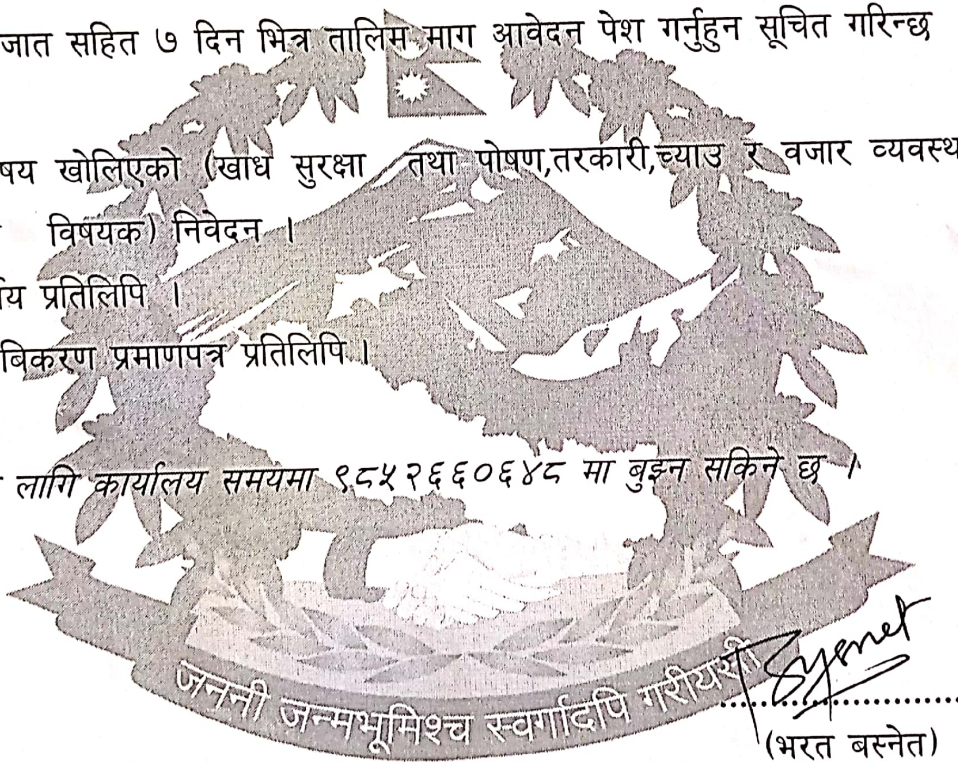 जात सहित ७ दिन भित्र तालिम माग आवेदन पेश गर्नुहुन सूचित गरिन्छ
षय खोलिएको (खाध सुरक्षा तथा पोषण,तरकारी,च्याउ र वजार व्यवस्थ
विषयक) निवेदन ।
य प्रतिलिपि ।
बिकरण प्रमाणपत्र प्रतिलिपि ।
लागि कार्यालय समयमा ९८५२६६०६४८ मा बुझ्न सकिने छ ।
जननी जन्मभूमिश्च स्वर्गादपि गरीयसी
(भरत बस्नेत)